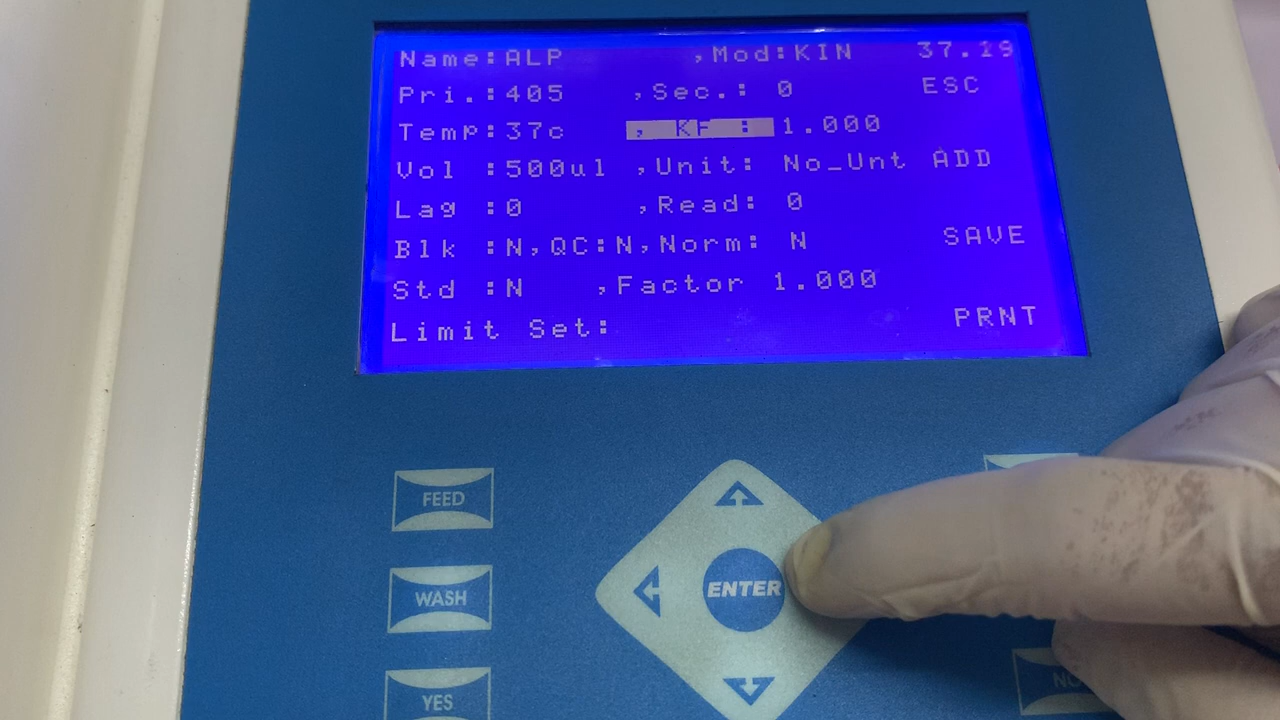 Name:ALP ,Mod:KIN 37.19
Pri.:405 ,Sec.: 0 ESC
Temp:37c , KF : 1.000
Vol :500ul ,Unit: No_Unt ADD
Lag :0 ,Read: 0
Blk :N,QC:N,Norm: N SAVE
Std :N ,Factor 1.000
Limit Set: PRNT
FEED
WASH
ENTER
YES
NO